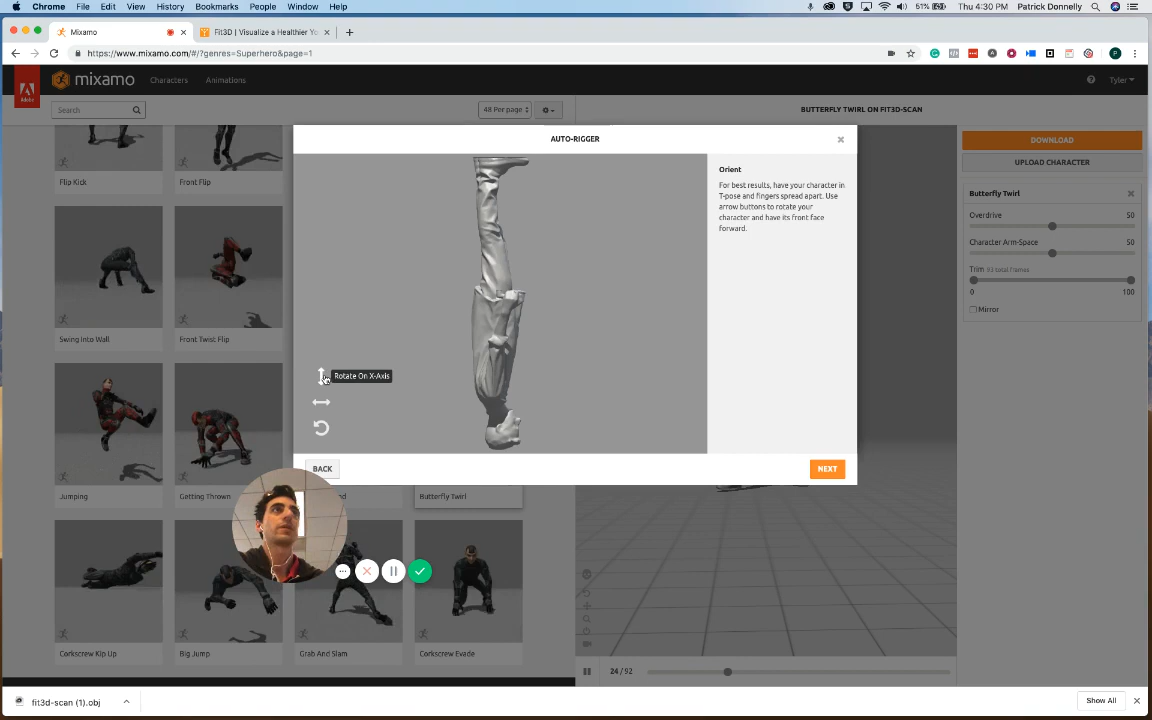 Chrome File Edit View History Bookmarks People Window Help
51% Thu 4:30 PM Patrick Donnelly
Mixamo
Fit3D | Visualize a Healthier Yo
https://www.mixamo.com/#/?genres=Superhero&page=1
P
Adobe
mixamo
Characters
Animations
Tyler
Search
48 Per page
BUTTERFLY TWIRL ON FIT3D-SCAN
AUTO-RIGGER
DOWNLOAD
UPLOAD CHARACTER
Orient
For best results, have your character in
T-pose and fingers spread apart. Use
arrow buttons to rotate your
character and have its front face
forward.
Flip Kick
Front Flip
Butterfly Twirl
Overdrive 50
Character Arm-Space 50
Trim 93 total frames
0 100
Mirror
Swing Into Wall
Front Twist Flip
Rotate On X-Axis
BACK
NEXT
Jumping
Getting Thrown
Butterfly Twirl
Corkscrew Kip Up
Big Jump
Grab And Slam
Corkscrew Evade
24 / 92
fit3d-scan (1).obj
Show All